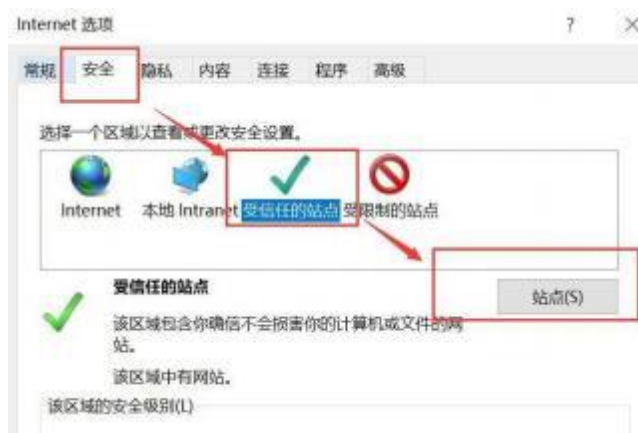 Internet 选项
? ×
常规 安全 隐私 内容 连接 程序 高级
选择一个区域以查看或更改安全设置。
Internet 本地 Intranet 受信任的站点 受限制的站点
受信任的站点
站点(S)
该区域包含你确信不会损害你的计算机或文件的网
站。
该区域中有网站。
该区域的安全级别(L)